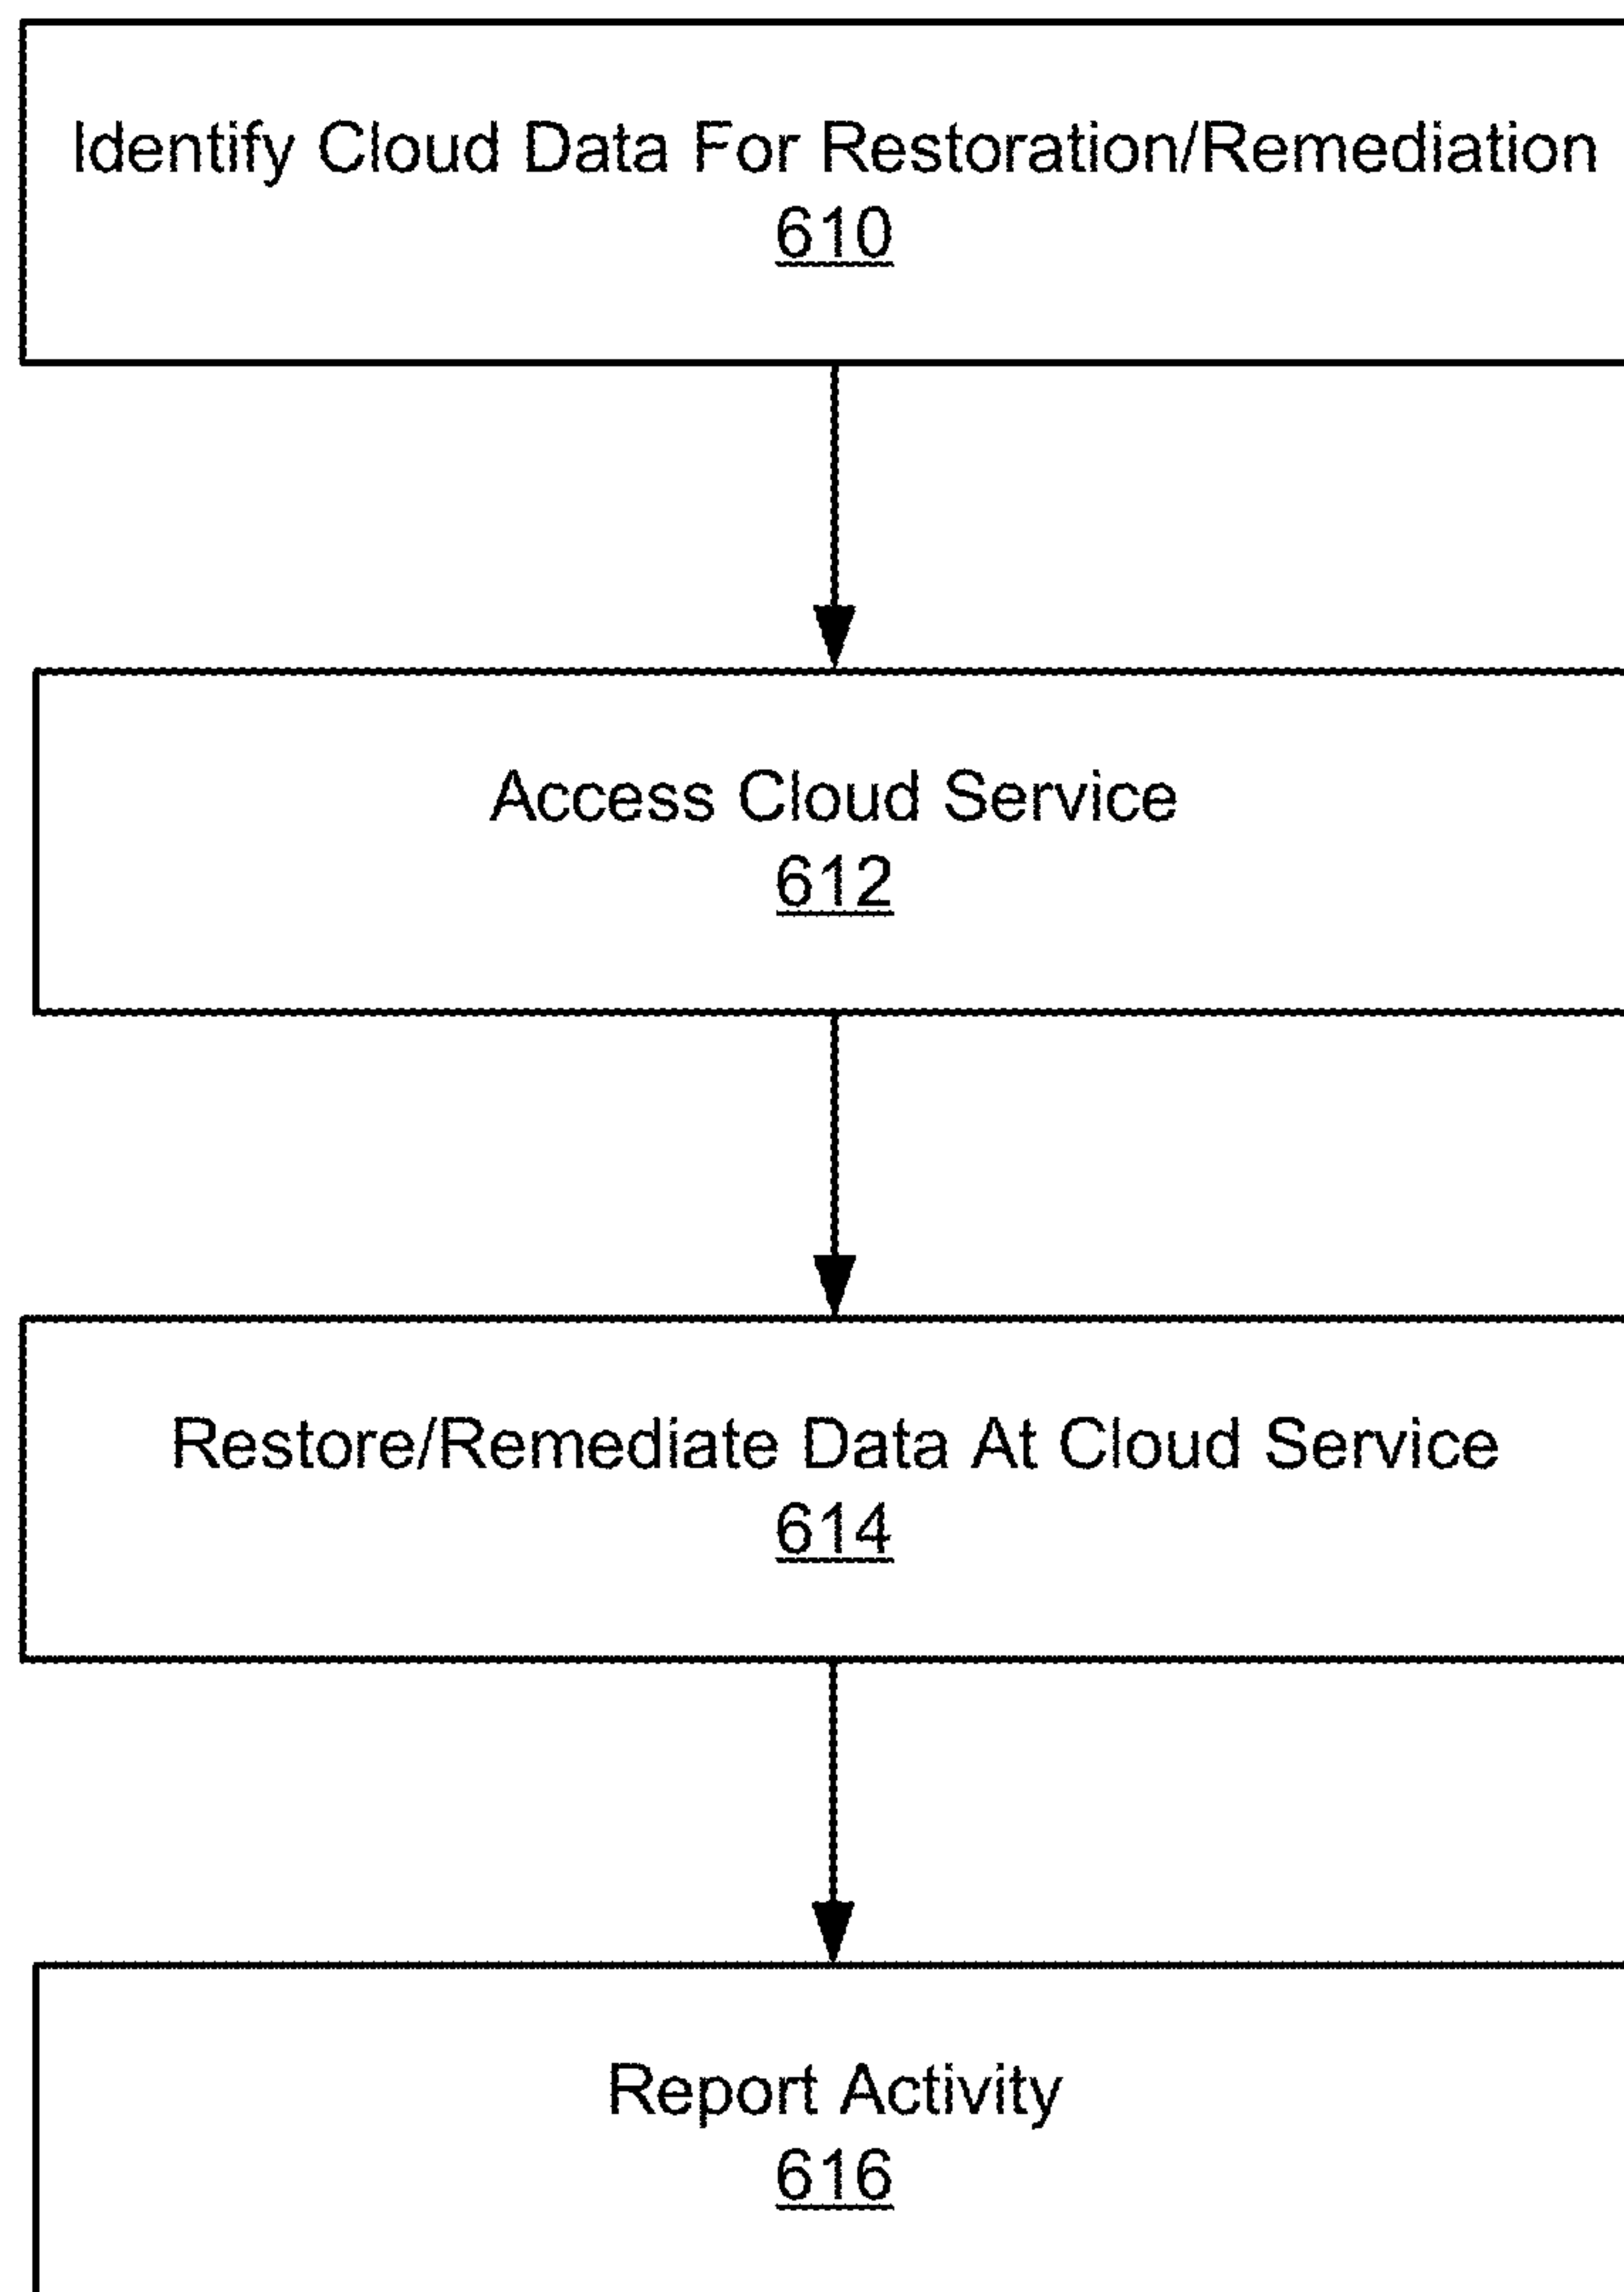 Identify Cloud Data For Restoration/Remediation
610
Access Cloud Service
612
Restore/Remediate Data At Cloud Service
614
Report Activity
616